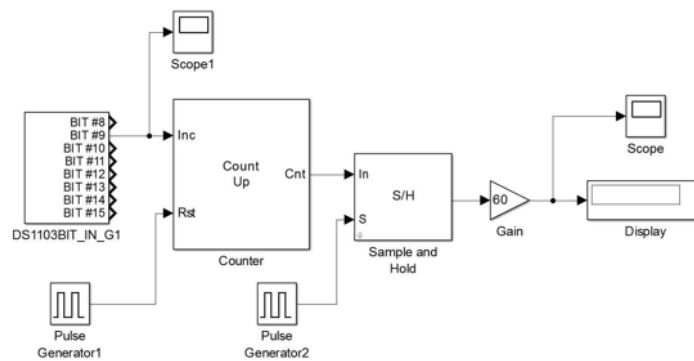 Scope1
BIT #8
BIT #9
BIT #10
BIT #11
BIT #12
BIT #13
BIT #14
BIT #15
DS1103BIT_IN_G1
Inc
Count
Up
Cnt
Rst
Counter
Pulse
Generator1
In
S/H
S
Sample and
Hold
Pulse
Generator2
60
Gain
Scope
Display